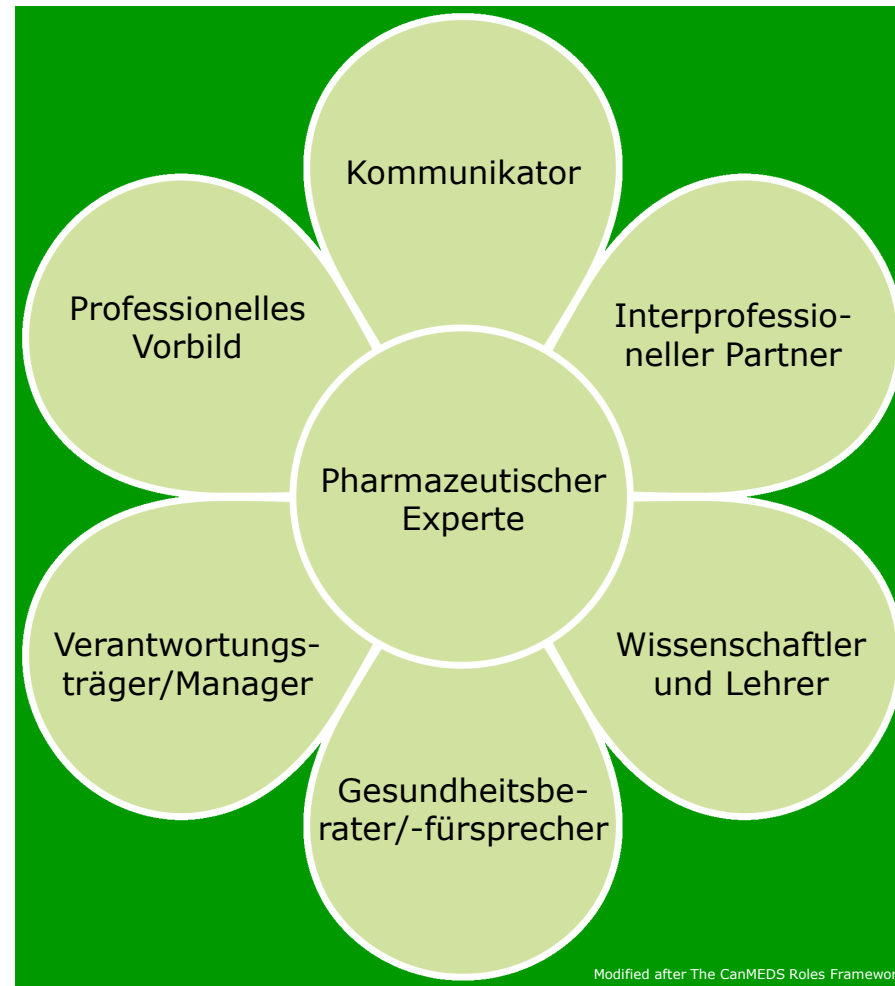 Kommunikator
Professionelles
Vorbild
Interprofessio-
neller Partner
Pharmazeutischer
Experte
Verantwortungs-
träger/Manager
Wissenschaftler
und Lehrer
Gesundheitsbe-
rater/-fürsprecher
Modified after The CanMEDS Roles Framewor